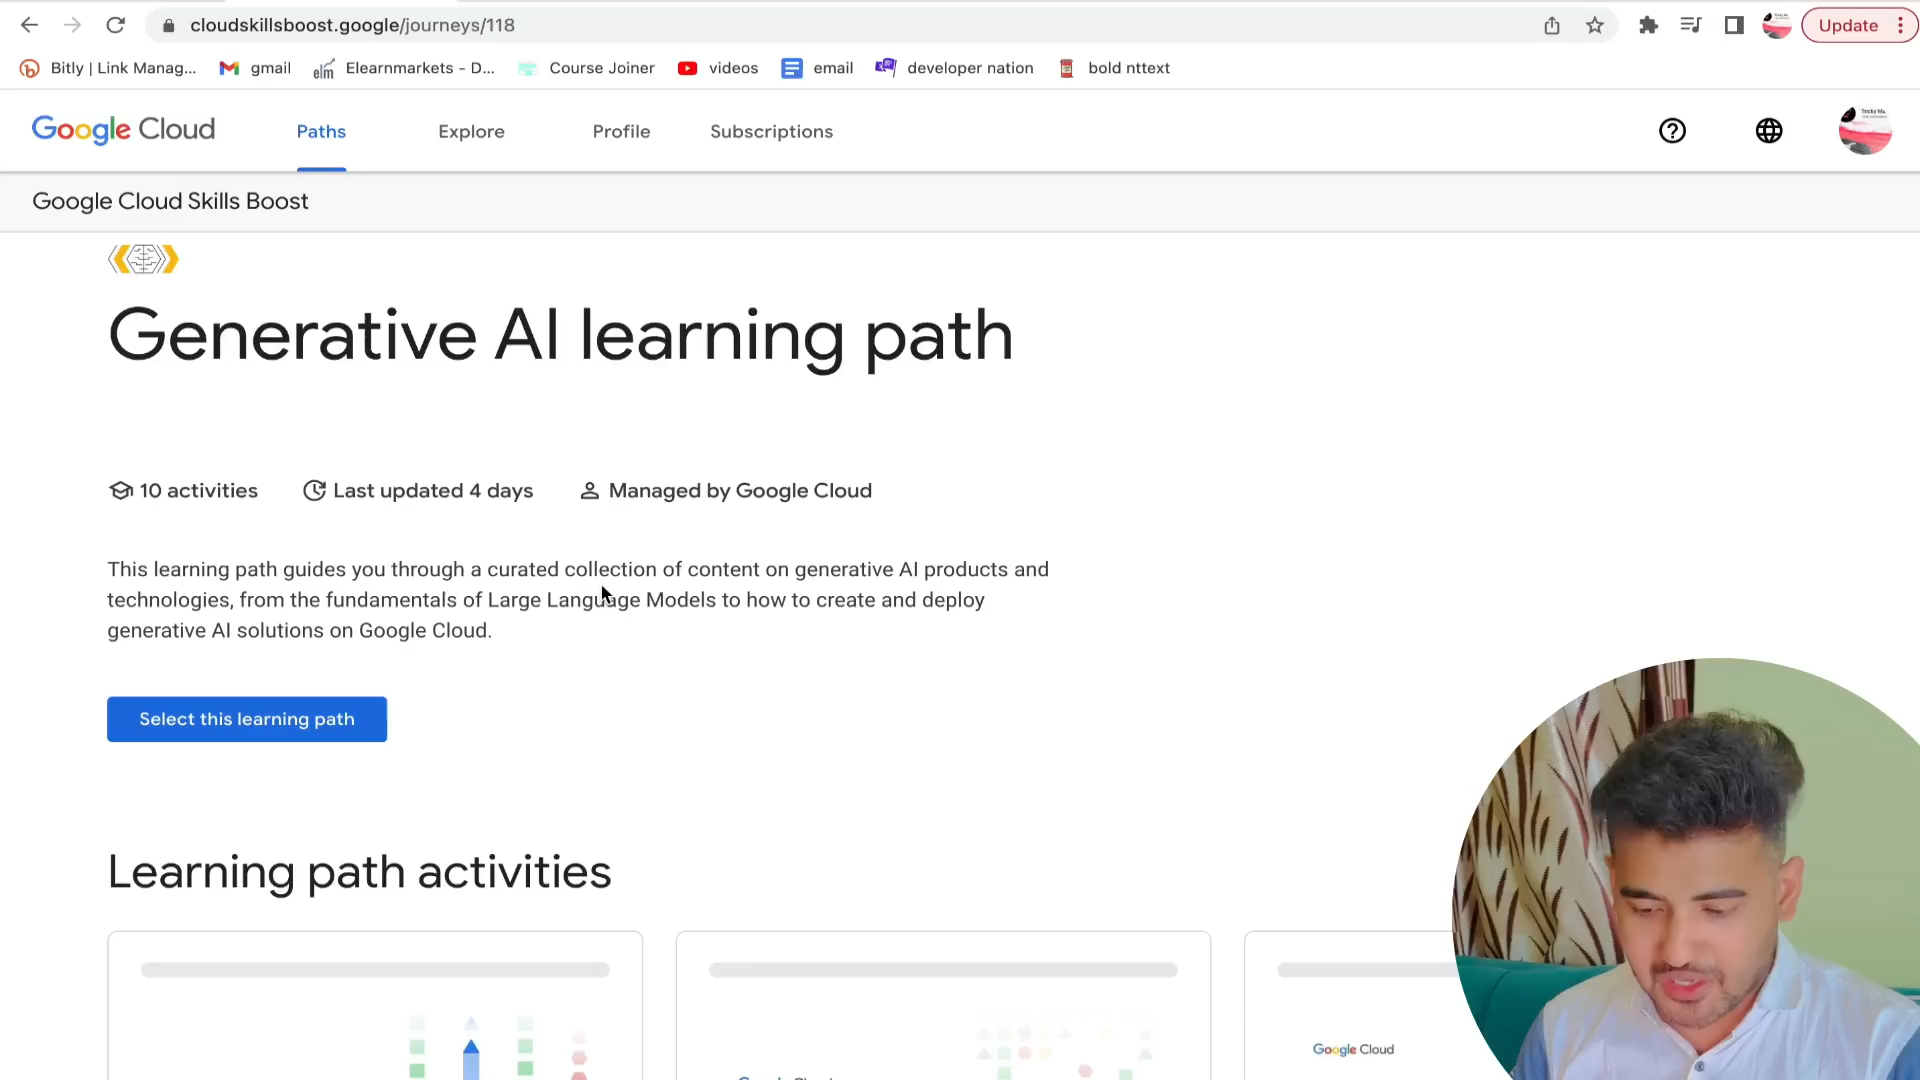 cloudskillsboost.google/journeys/118
Update
Bitly | Link Manag... gmail elm Elearnmarkets - D... Course Joiner videos email developer nation bold nttext
Google Cloud Paths Explore Profile Subscriptions
Google Cloud Skills Boost
Generative AI learning path
10 activities Last updated 4 days Managed by Google Cloud
This learning path guides you through a curated collection of content on generative AI products and
technologies, from the fundamentals of Large Language Models to how to create and deploy
generative AI solutions on Google Cloud.
Select this learning path
Learning path activities
Google Cloud